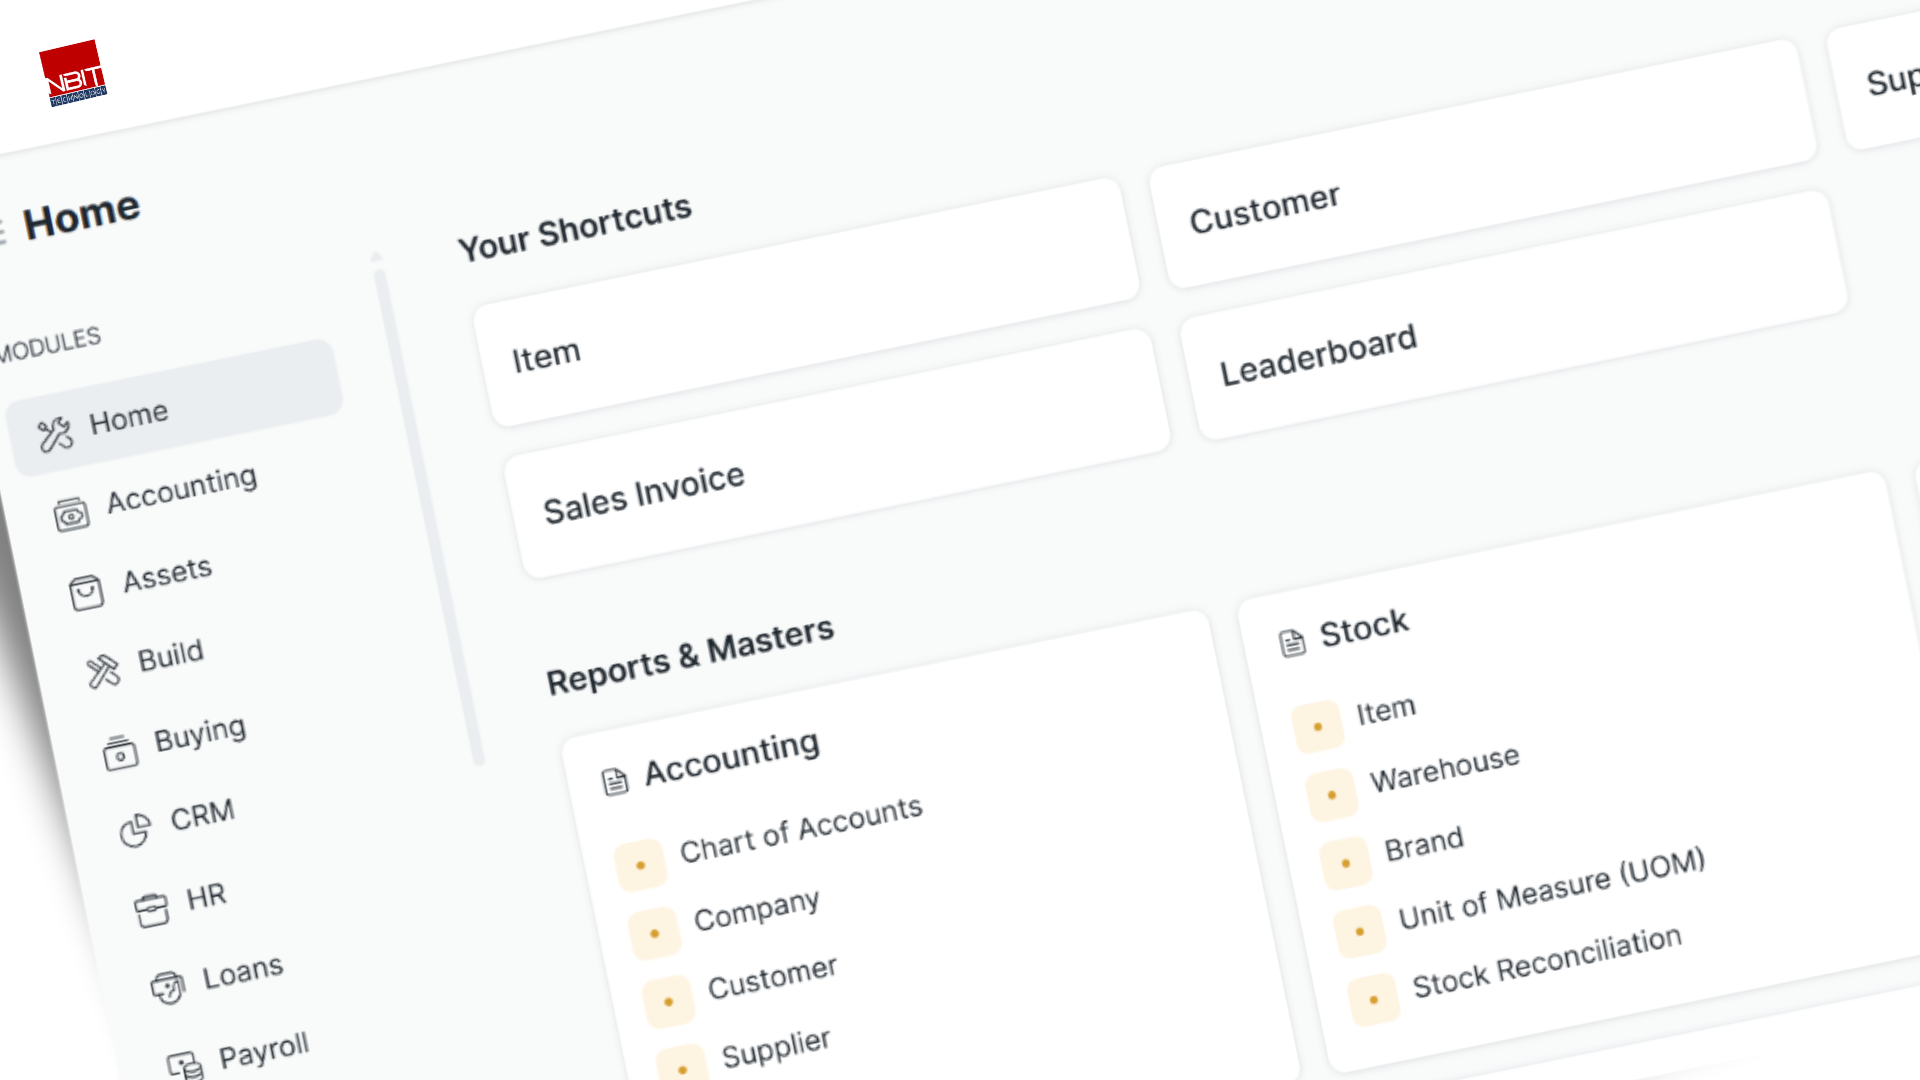 NBIT
TECHNOLOGY
Home
MODULES
Home
Accounting
Assets
Build
Buying
CRM
HR
Loans
Payroll
Your Shortcuts
Item
Customer
Sales Invoice
Leaderboard
Reports & Masters
Accounting
Chart of Accounts
Company
Customer
Supplier
Stock
Item
Warehouse
Brand
Unit of Measure (UOM)
Stock Reconciliation